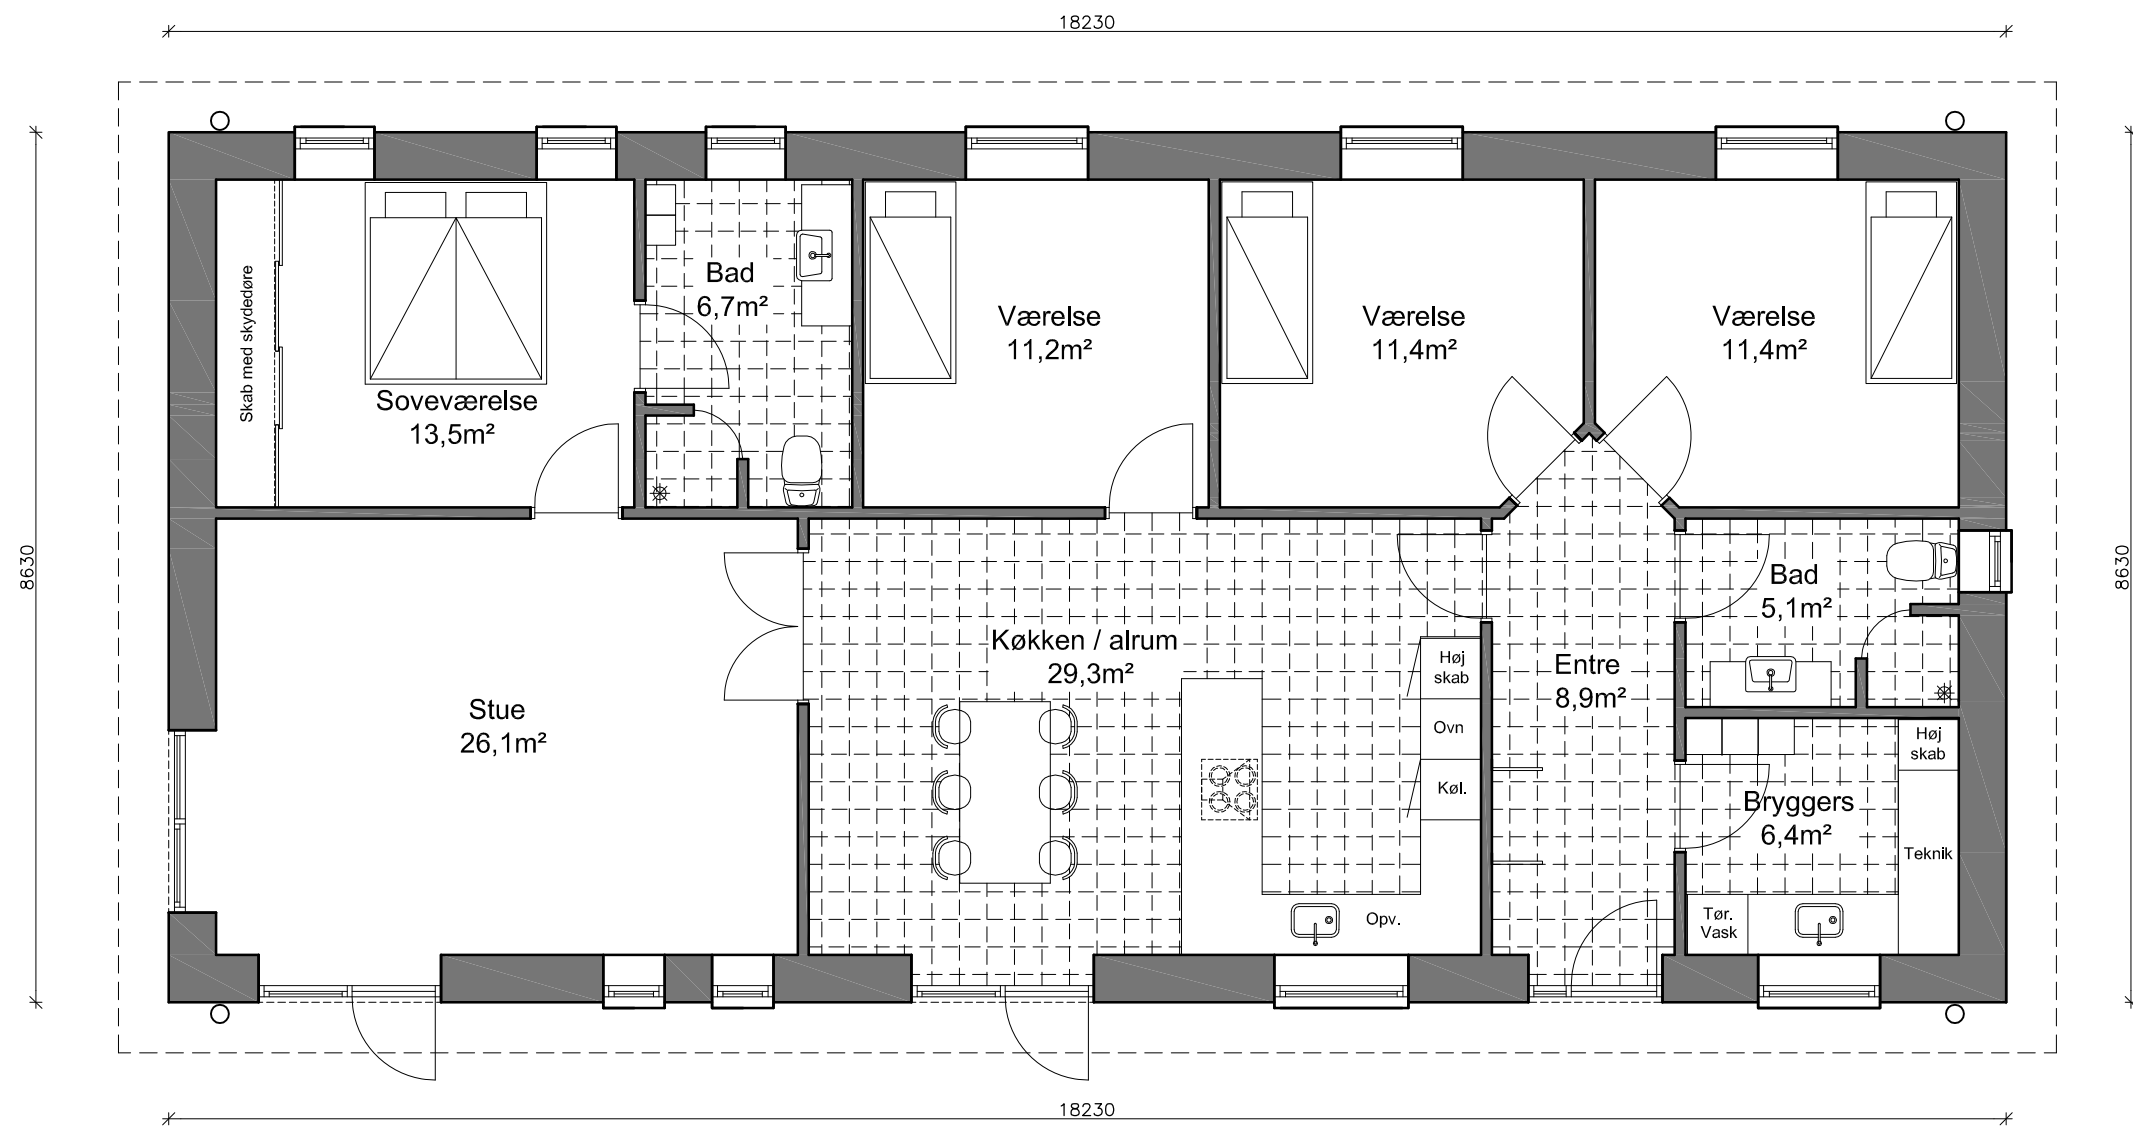 18230
8630
8630
Skab med skydedøre
Soveværelse
13,5m²
Bad
6,7m²
Værelse
11,2m²
Værelse
11,4m²
Værelse
11,4m²
Stue
26,1m²
Køkken / alrum
29,3m²
Høj
skab
Ovn
Køl.
Opv.
Entre
8,9m²
Bad
5,1m²
Bryggers
6,4m²
Høj
skab
Teknik
Tør.
Vask
18230